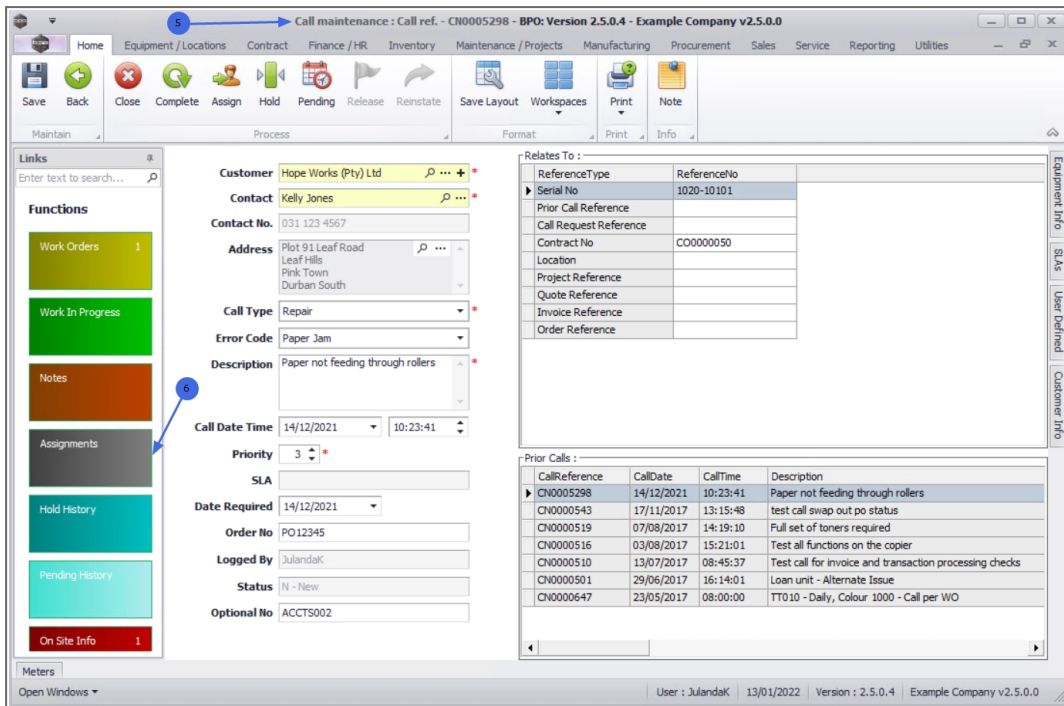 5
Call maintenance : Call ref. - CN0005298 - BPO: Version 2.5.0.4 - Example Company v2.5.0.0
Home Equipment / Locations Contract Finance / HR Inventory Maintenance / Projects Manufacturing Procurement Sales Service Reporting Utilities
Save Back Close Complete Assign Hold Pending Release Reinstate Save Layout Workspaces Print Note
Maintain Process Format Print Info
Links
Enter text to search...
Functions
Work Orders 1
Work In Progress
Notes
6
Assignments
Hold History
Pending History
On Site Info 1
Customer Hope Works (Pty) Ltd *
Contact Kelly Jones *
Contact No. 031 123 4567
Address Plot 91 Leaf Road
Leaf Hills
Pink Town
Durban South
Call Type Repair *
Error Code Paper Jam
Description Paper not feeding through rollers *
Call Date Time 14/12/2021 10:23:41
Priority 3 *
SLA
Date Required 14/12/2021
Order No PO12345
Logged By JulandaK
Status N - New
Optional No ACCTS002
Relates To :
ReferenceType ReferenceNo
Serial No 1020-10101
Prior Call Reference
Call Request Reference
Contract No CO0000050
Location
Project Reference
Quote Reference
Invoice Reference
Order Reference
Prior Calls :
CallReference CallDate CallTime Description
CN0005298 14/12/2021 10:23:41 Paper not feeding through rollers
CN0000543 17/11/2017 13:15:48 test call swap out po status
CN0000519 07/08/2017 14:19:10 Full set of toners required
CN0000516 03/08/2017 15:21:01 Test all functions on the copier
CN0000510 13/07/2017 08:45:37 Test call for invoice and transaction processing checks
CN0000501 29/06/2017 16:14:01 Loan unit - Alternate Issue
CN0000647 23/05/2017 08:00:00 TT010 - Daily, Colour 1000 - Call per WO
Equipment Info
SLAs
User Defined
Customer Info
Meters
Open Windows User : JulandaK 13/01/2022 Version : 2.5.0.4 Example Company v2.5.0.0